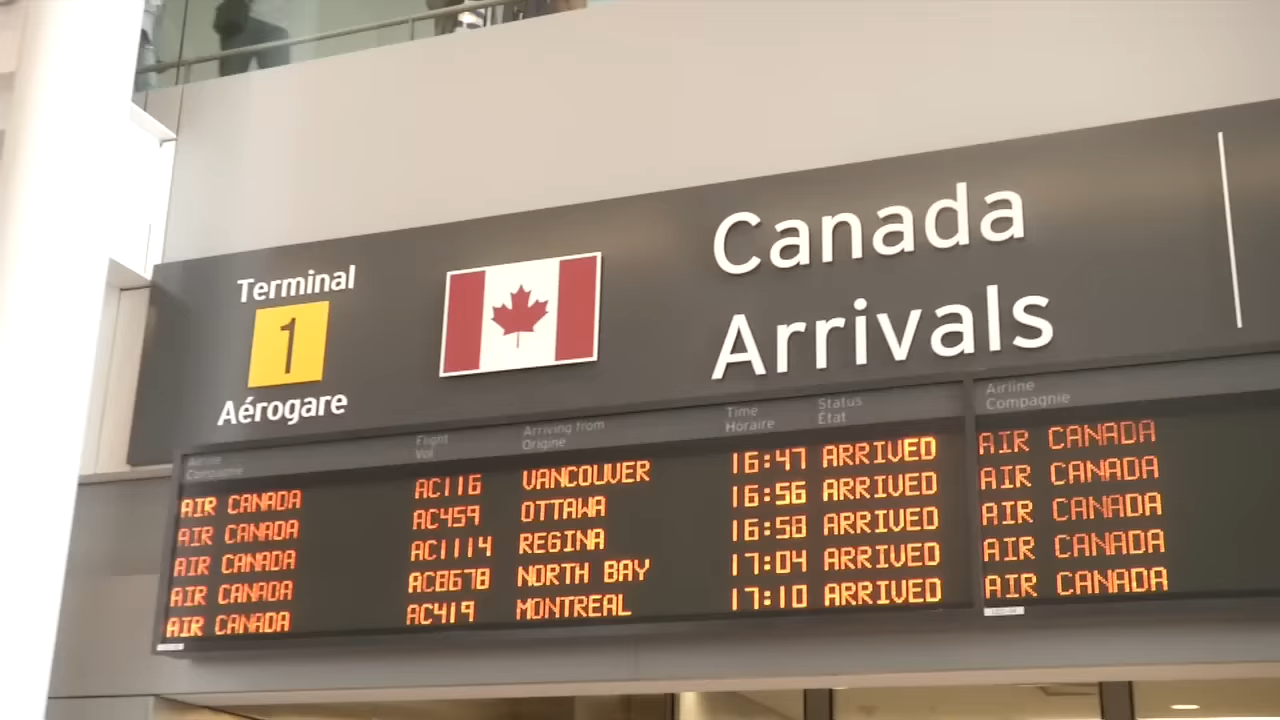 Terminal
1
Aérogare
Canada
Arrivals
Airline Flight Arriving from Time Status
Compagnie Vol Origine Horaire État
AIR CANADA AC116 VANCOUVER 16:47 ARRIVED
AIR CANADA AC459 OTTAWA 16:56 ARRIVED
AIR CANADA AC1114 REGINA 16:58 ARRIVED
AIR CANADA AC8678 NORTH BAY 17:04 ARRIVED
AIR CANADA AC419 MONTREAL 17:10 ARRIVED
Airline
Compagnie
AIR CANADA
AIR CANADA
AIR CANADA
AIR CANADA
AIR CANADA